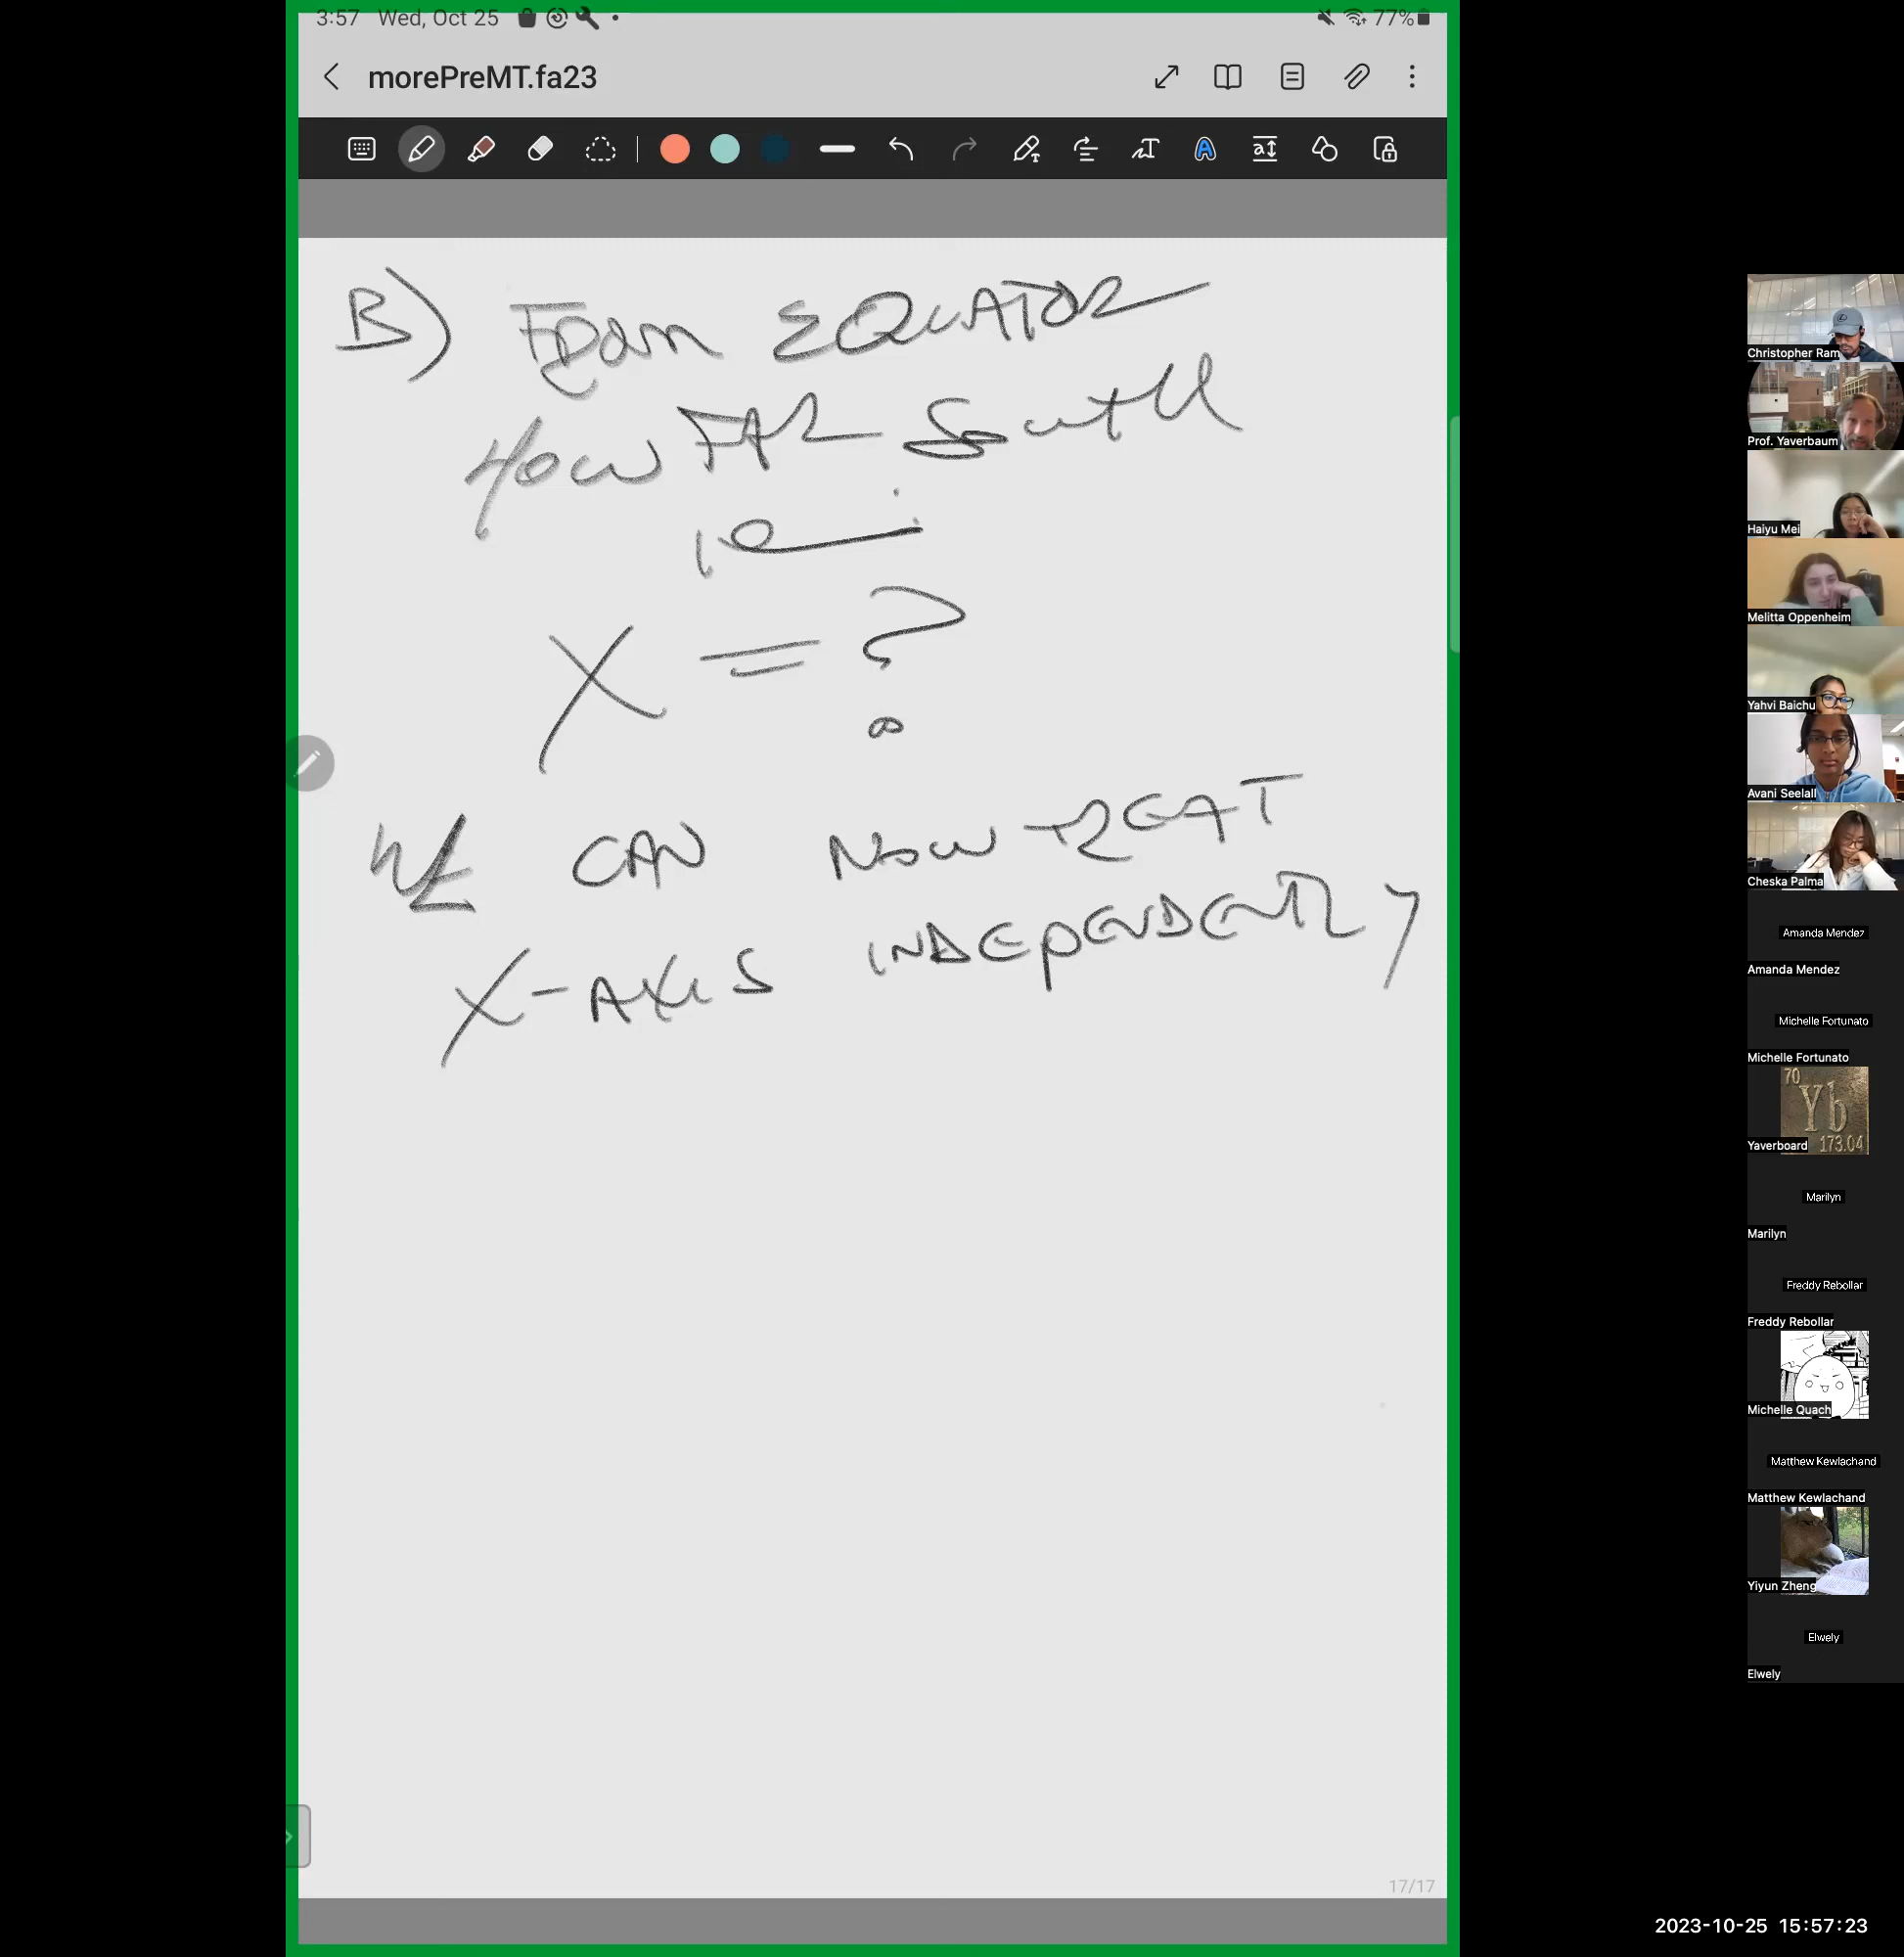 3:57 Wed, Oct 25
77%
morePreMT.fa23
B) FROM EQUATOR
HOW FAR SOUTH
i.e.
X = ?
WE CAN NOW TREAT
X-AXIS INDEPENDENTLY
17/17
Christopher Ram
Prof. Yaverbaum
Haiyu Mei
Melitta Oppenheim
Yahvi Baichu
Avani Seelall
Cheska Palma
Amanda Mendez
Amanda Mendez
Michelle Fortunato
Michelle Fortunato
70
Yb
173.04
Yaverboard
Marilyn
Marilyn
Freddy Rebollar
Freddy Rebollar
Michelle Quach
Matthew Kewlachand
Matthew Kewlachand
Yiyun Zheng
Elwely
Elwely
2023-10-25 15:57:23